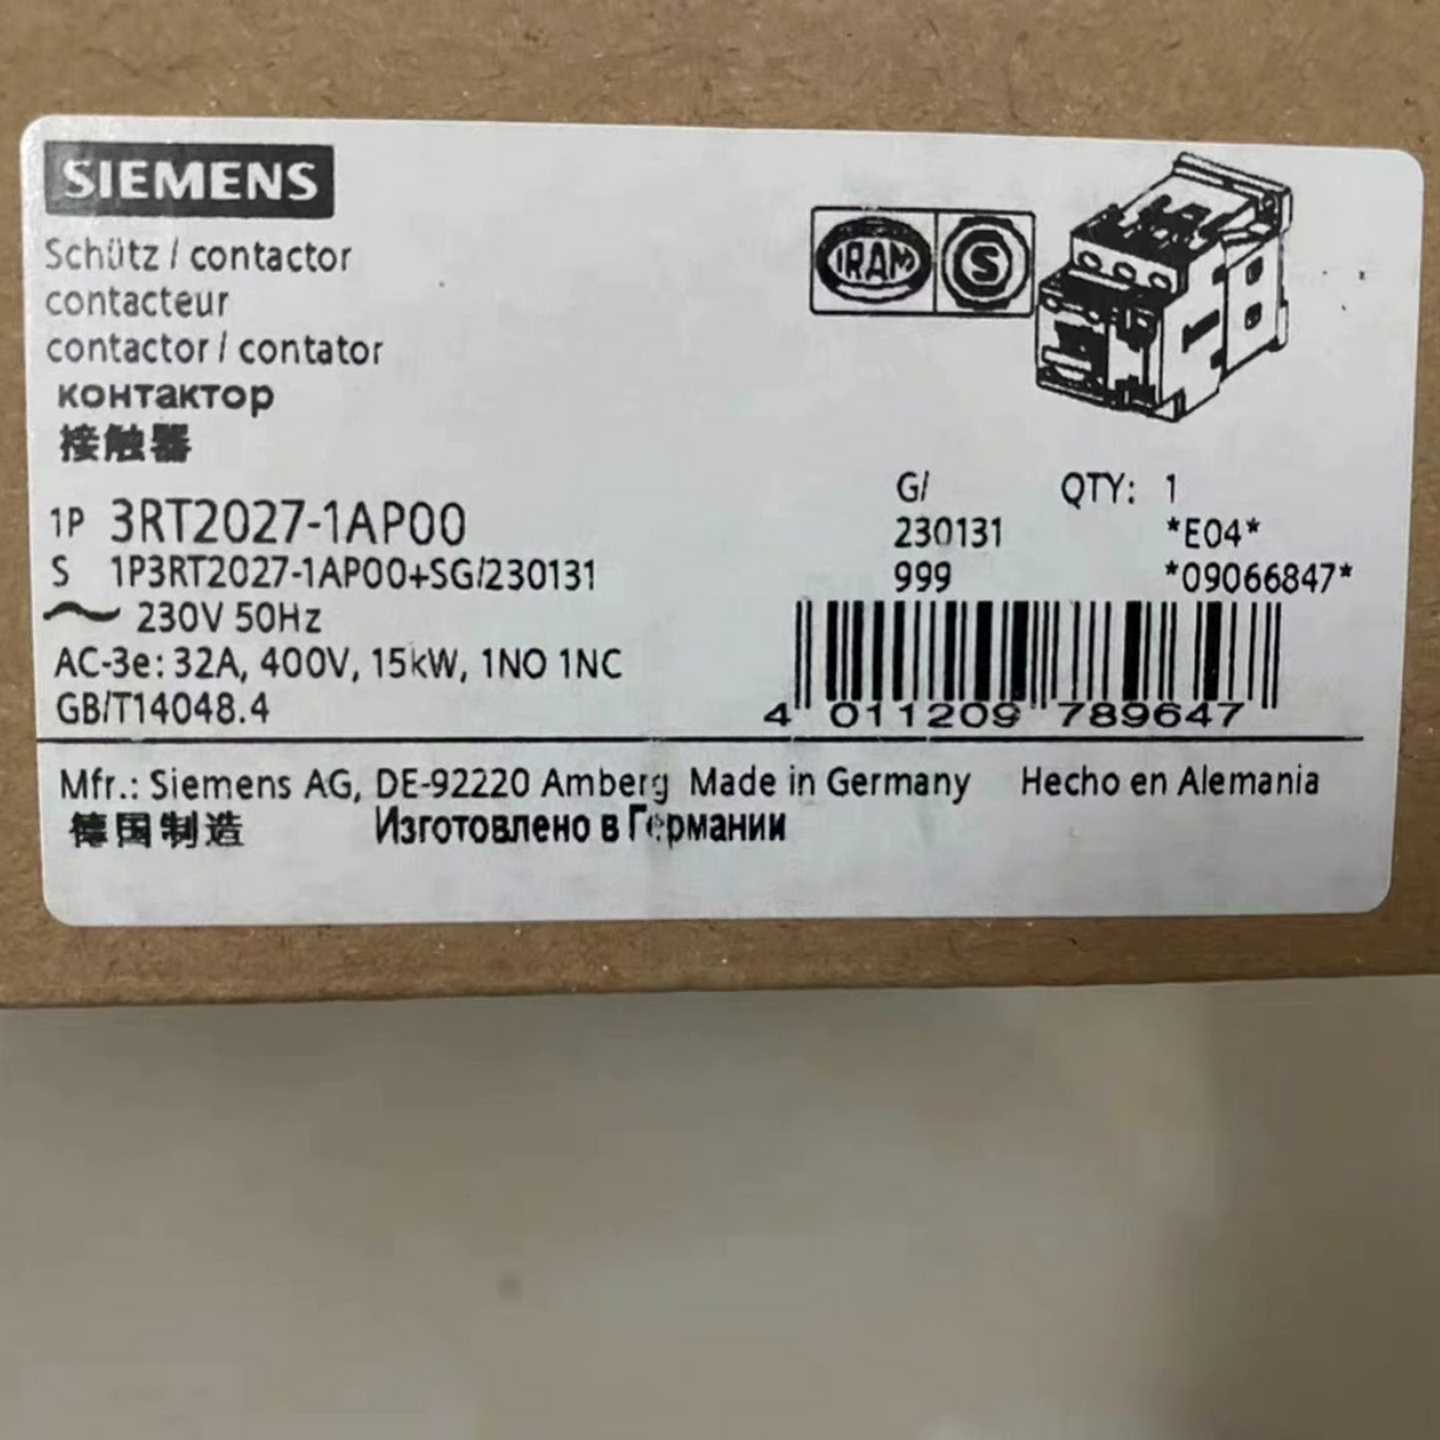 SIEMENS
Schütz / contactor
contacteur
contactor / contator
контактор
接触器
IRAM S
1P 3RT2027-1AP00
S 1P3RT2027-1AP00+SG/230131
~ 230V 50Hz
AC-3e: 32A, 400V, 15kW, 1NO 1NC
GB/T14048.4
G/ QTY: 1
230131 *E04*
999 *09066847*
4 011209 789647
Mfr.: Siemens AG, DE-92220 Amberg Made in Germany Hecho en Alemania
德国制造 Изготовлено в Германии